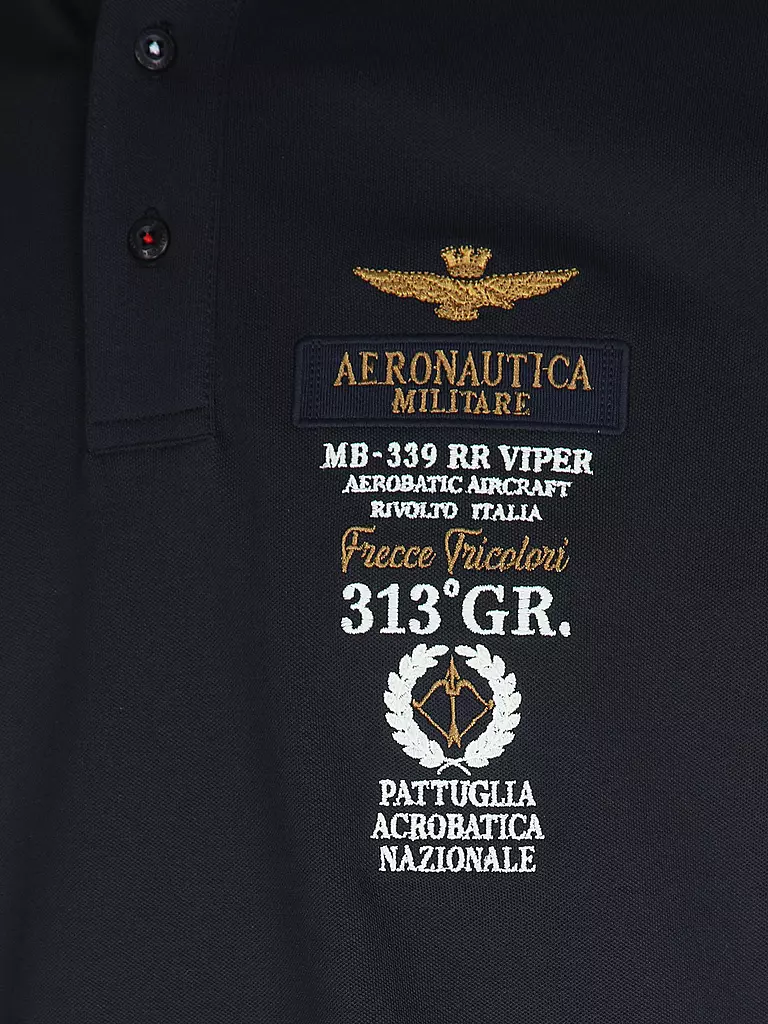 AERONAUTICA
MILITARE
MB-339 RR VIPER
AEROBATIC AIRCRAFT
RIVOLTO ITALIA
Frecce Tricolori
313°GR.
PATTUGLIA
ACROBATICA
NAZIONALE